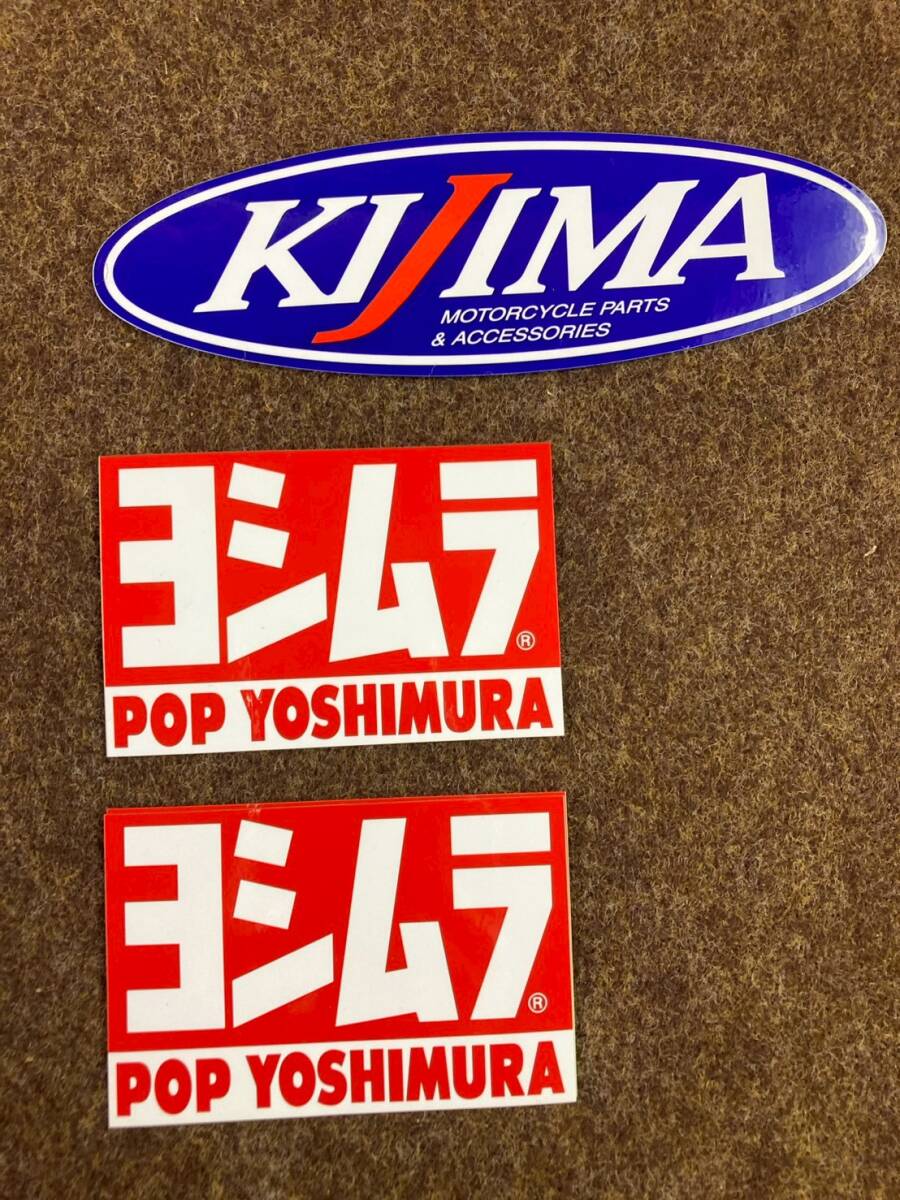 KIJIMA
MOTORCYCLE PARTS
& ACCESSORIES
ヨシムラ®
POP YOSHIMURA
ヨシムラ®
POP YOSHIMURA